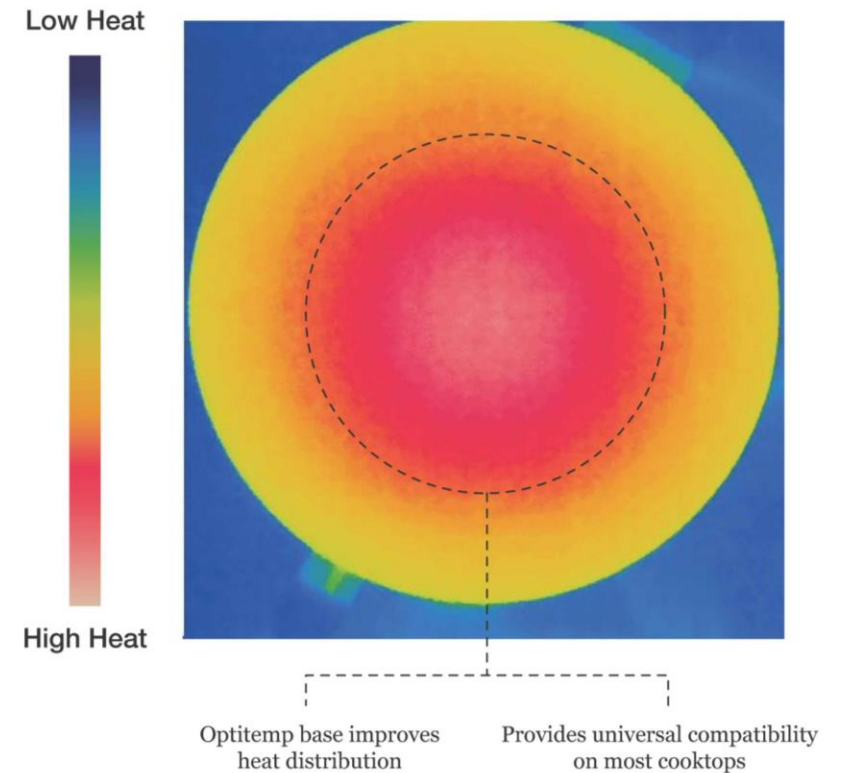 Low Heat
High Heat
Optitemp base improves
heat distribution
Provides universal compatibility
on most cooktops